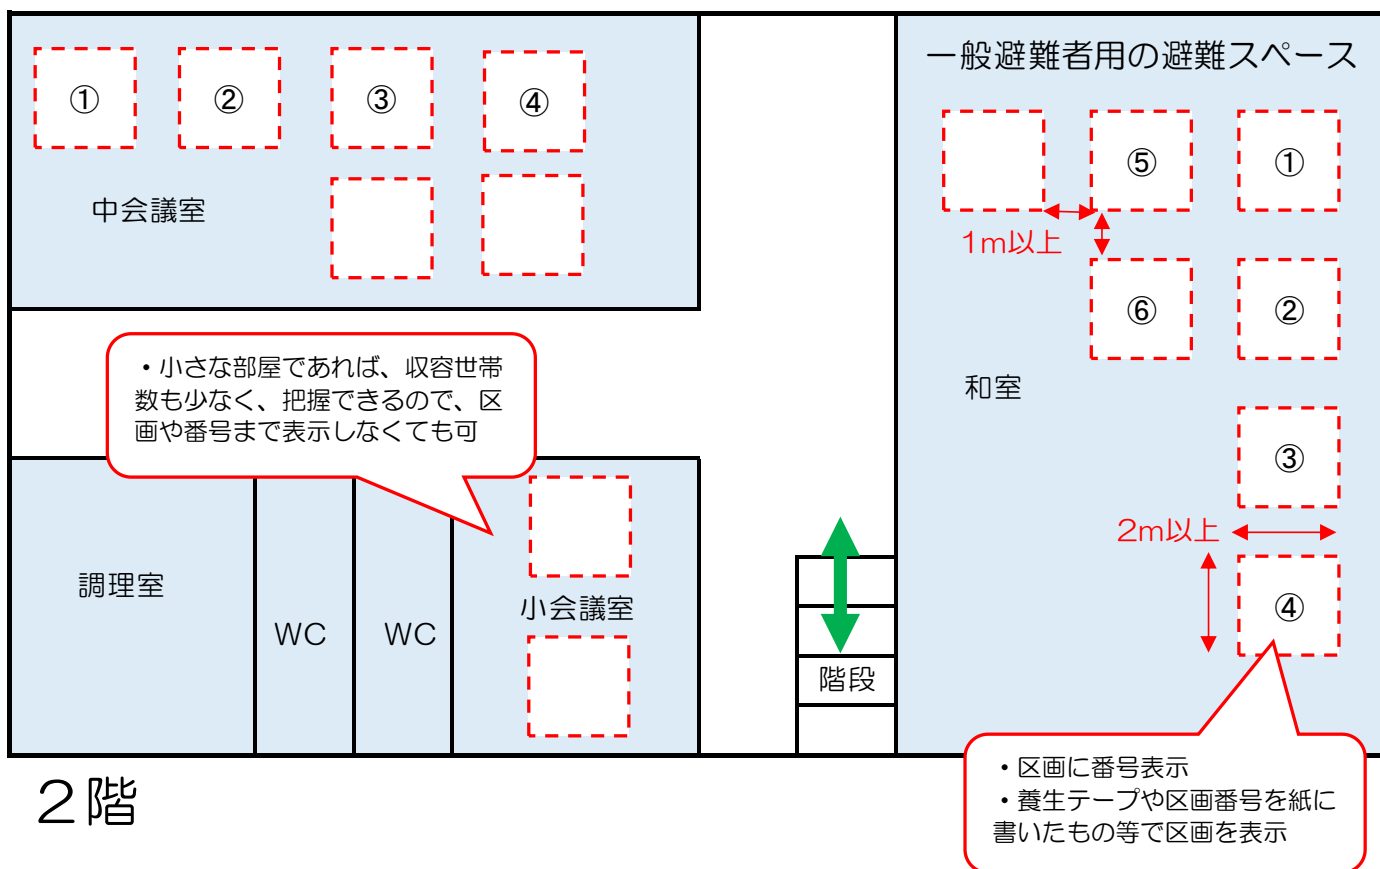 一般避難者用の避難スペース
①
②
③
④
中会議室
⑤
①
1m以上
⑥
②
和室
③
2m以上
④
・小さな部屋であれば、収容世帯
数も少なく、把握できるので、区
画や番号まで表示しなくても可
調理室
WC
WC
小会議室
階段
・区画に番号表示
・養生テープや区画番号を紙に
書いたもの等で区画を表示
２階